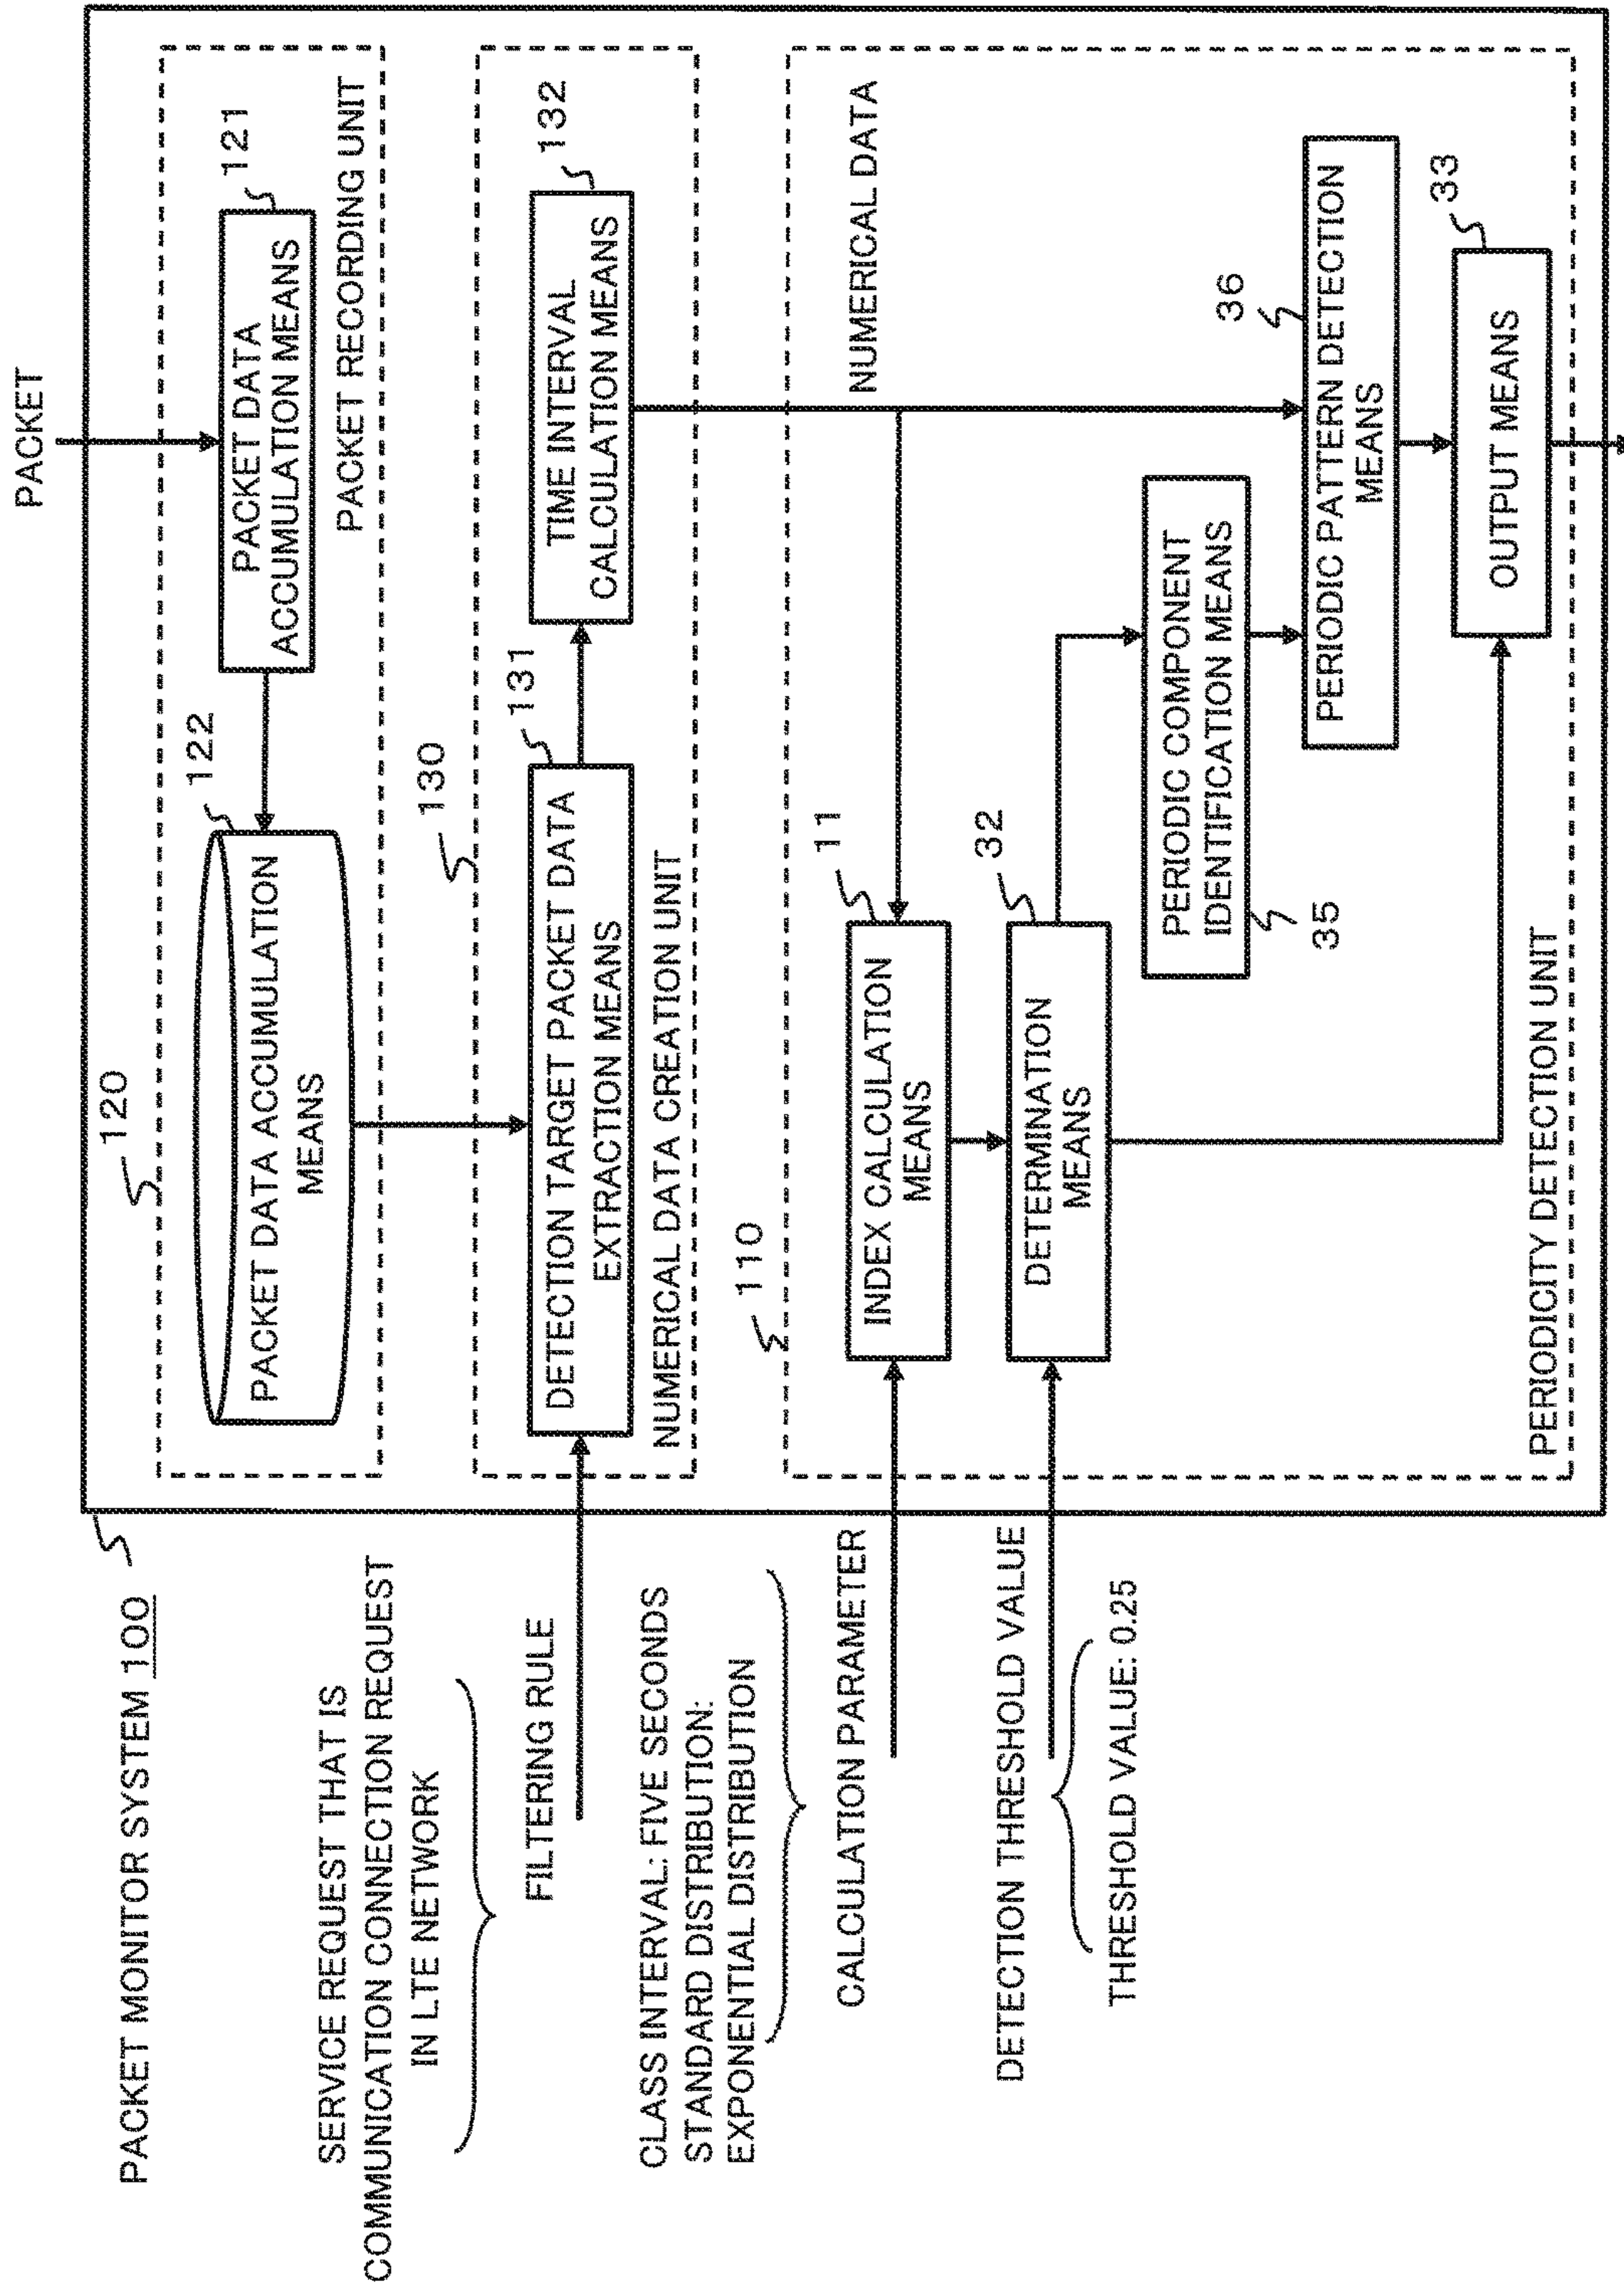 PACKET
PACKET MONITOR SYSTEM 100
120
122
PACKET DATA ACCUMULATION
MEANS
121
PACKET DATA
ACCUMULATION MEANS
PACKET RECORDING UNIT
SERVICE REQUEST THAT IS
COMMUNICATION CONNECTION REQUEST
IN LTE NETWORK
FILTERING RULE
130
131
DETECTION TARGET PACKET DATA
EXTRACTION MEANS
132
TIME INTERVAL
CALCULATION MEANS
NUMERICAL DATA CREATION UNIT
CLASS INTERVAL: FIVE SECONDS
STANDARD DISTRIBUTION:
EXPONENTIAL DISTRIBUTION
CALCULATION PARAMETER
110
11
INDEX CALCULATION
MEANS
NUMERICAL DATA
DETECTION THRESHOLD VALUE
THRESHOLD VALUE: 0.25
32
DETERMINATION
MEANS
PERIODIC COMPONENT
IDENTIFICATION MEANS
35
36
PERIODIC PATTERN DETECTION
MEANS
33
OUTPUT MEANS
PERIODICITY DETECTION UNIT